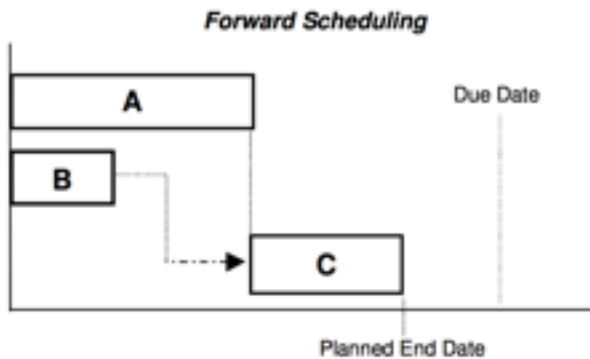 Forward Scheduling
A
Due Date
B
C
Planned End Date